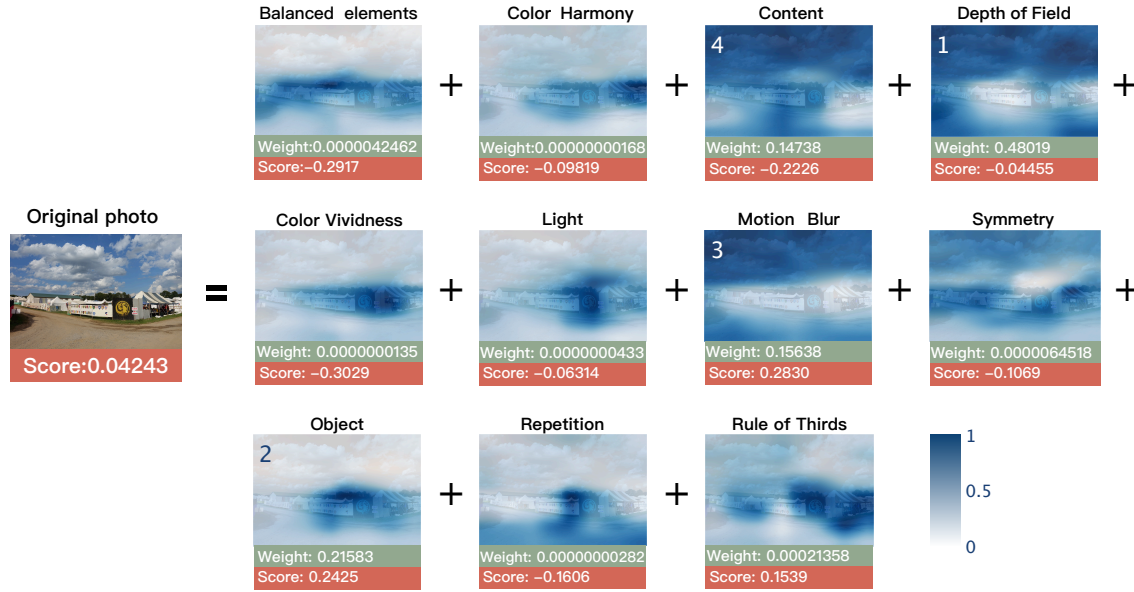 Balanced elements
Color Harmony
Content
Depth of Field
4
1
+
+
+
+
Weight:0.0000042462
Score:-0.2917
Weight:0.00000000168
Score: -0.09819
Weight: 0.14738
Score: -0.2226
Weight: 0.48019
Score: -0.04455
Original photo
Score:0.04243
=
Color Vividness
Light
Motion Blur
Symmetry
3
+
+
+
+
Weight: 0.0000000135
Score: -0.3029
Weight: 0.0000000433
Score: -0.06314
Weight: 0.15638
Score: 0.2830
Weight: 0.0000064518
Score: -0.1069
Object
Repetition
Rule of Thirds
2
+
+
Weight: 0.21583
Score: 0.2425
Weight: 0.00000000282
Score: -0.1606
Weight: 0.00021358
Score: 0.1539
1
0.5
0